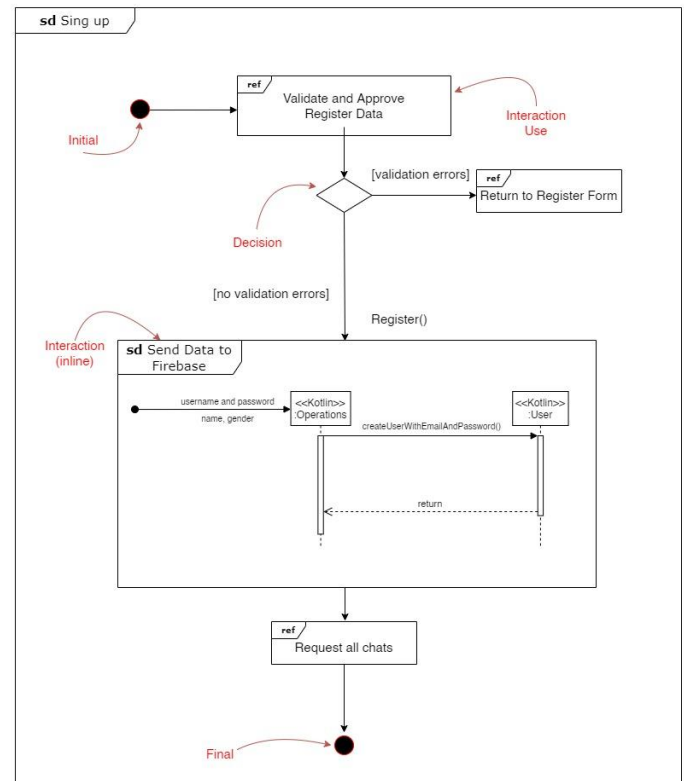 sd Sing up
ref
Validate and Approve
Register Data
Interaction
Use
Initial
[validation errors]
ref
Return to Register Form
Decision
[no validation errors]
Register()
Interaction
(inline)
sd Send Data to
Firebase
username and password
name, gender
<<Kotlin>>
:Operations
<<Kotlin>>
:User
createUserWithEmailAndPassword()
return
ref
Request all chats
Final